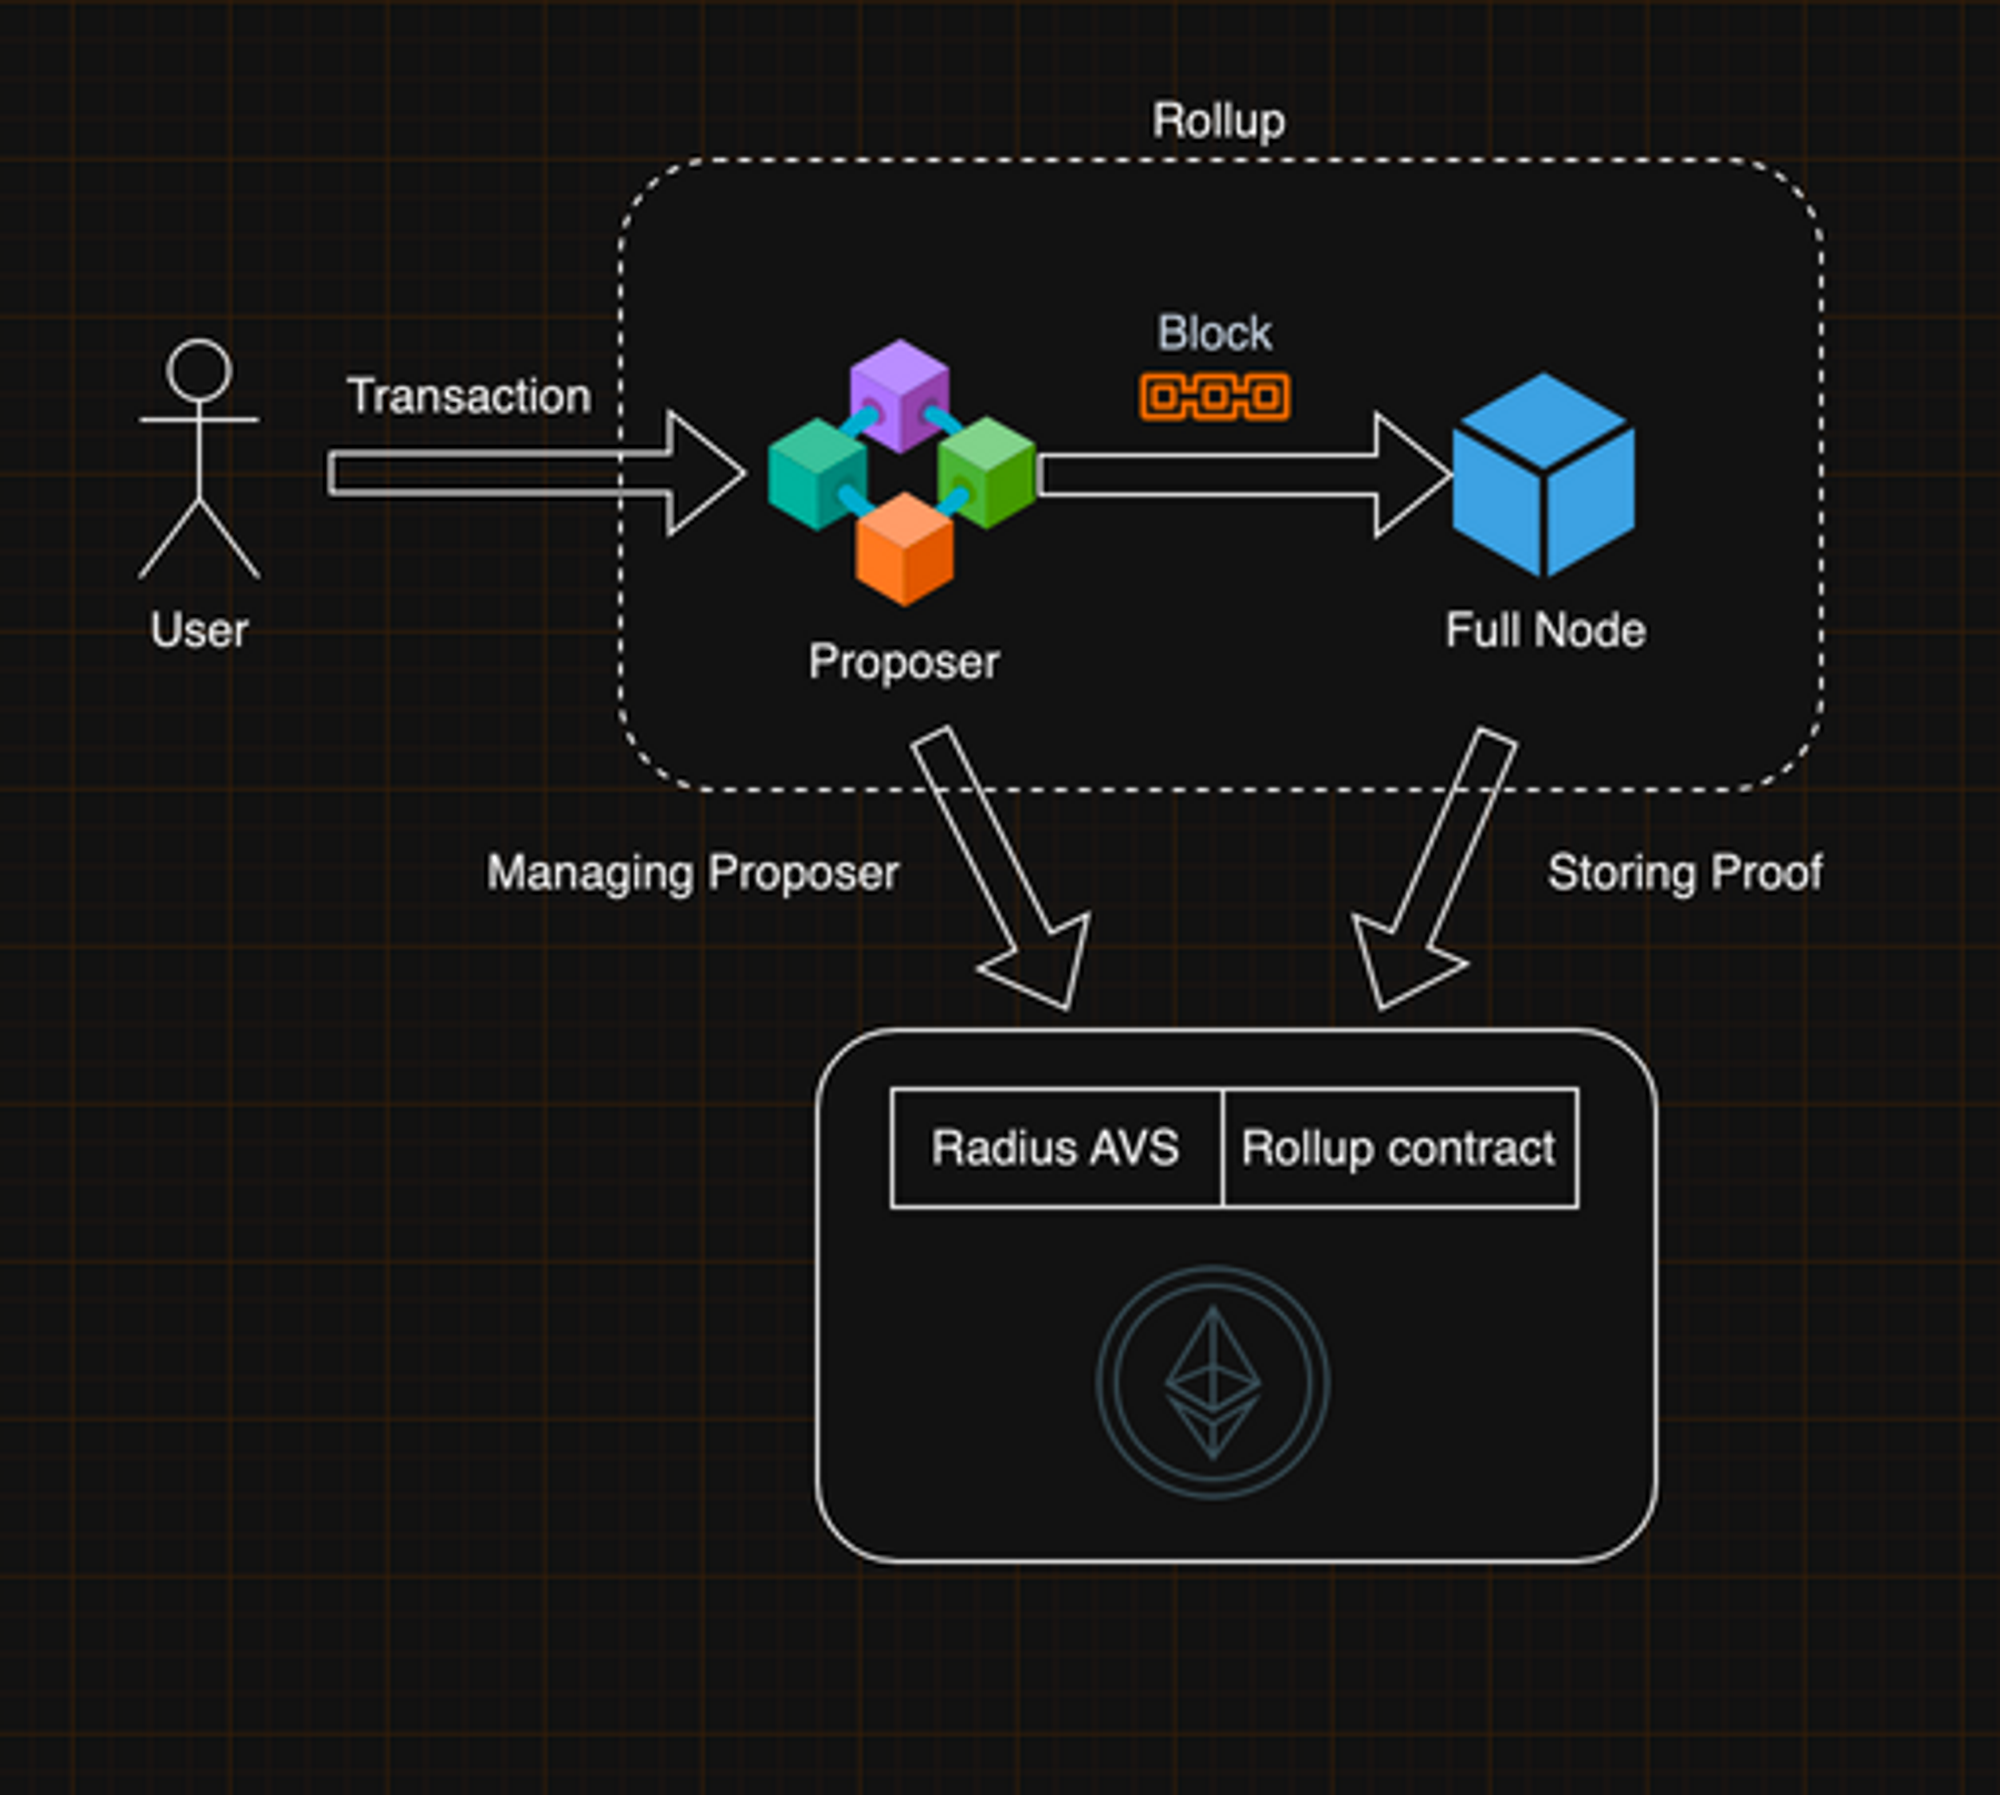 Rollup
Block
Transaction
User
Proposer
Full Node
Managing Proposer
Storing Proof
Radius AVS
Rollup contract